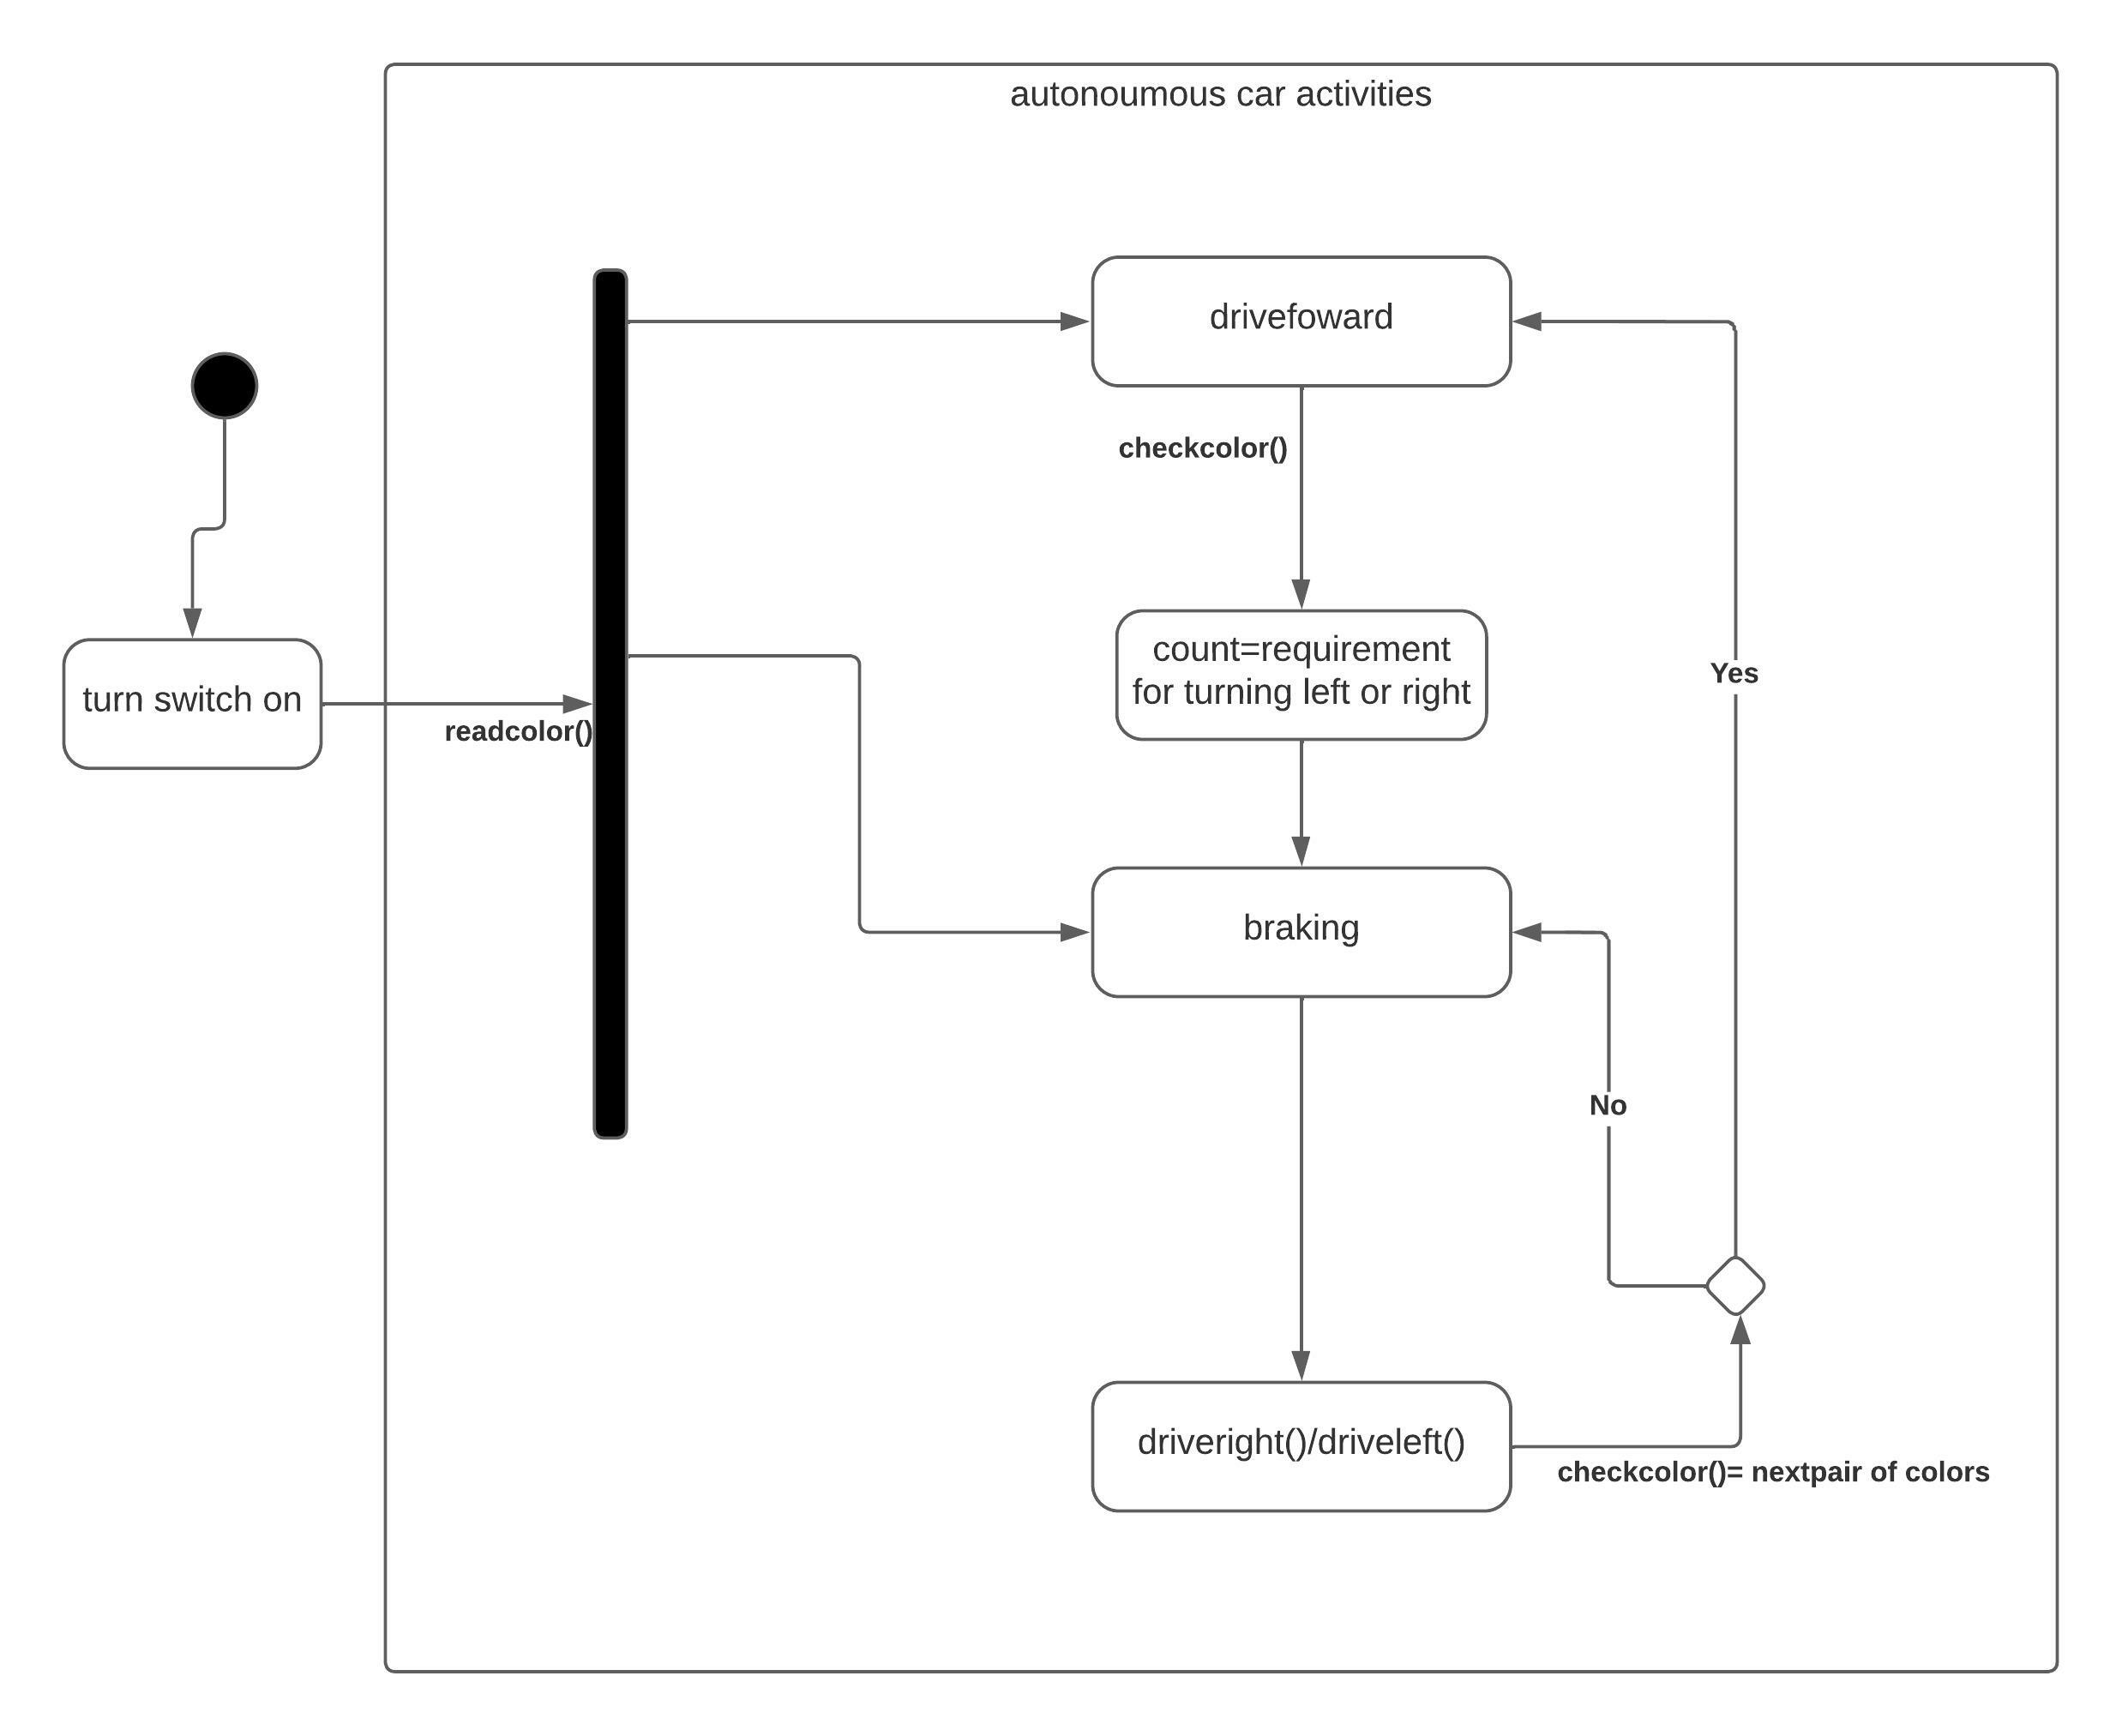 autonoumous car activities
drivefoward
checkcolor()
count=requirement
for turning left or right
Yes
turn switch on
readcolor()
braking
No
driveright()/driveleft()
checkcolor()= nextpair of colors